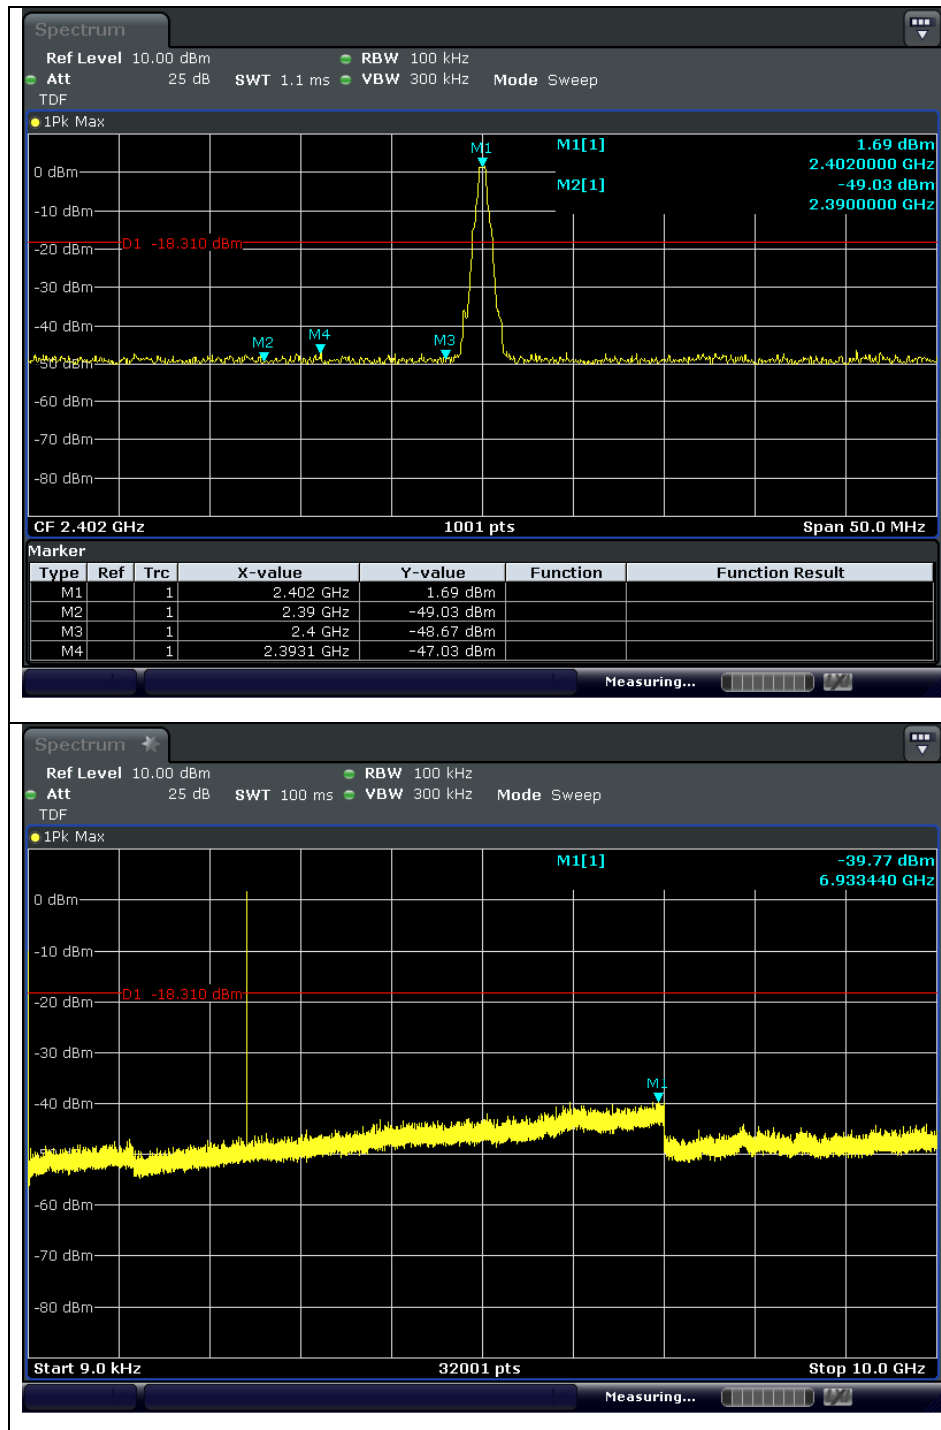 Spectrum
Ref Level 10.00 dBm RBW 100 kHz
Att 25 dB SWT 1.1 ms VBW 300 kHz Mode Sweep
TDF
1Pk Max
M1[1] 1.69 dBm
2.4020000 GHz
M2[1] -49.03 dBm
2.3900000 GHz
M1
0 dBm
-10 dBm
D1 -18.310 dBm
-20 dBm
-30 dBm
-40 dBm
M2 M4 M3
-50 dBm
-60 dBm
-70 dBm
-80 dBm
CF 2.402 GHz 1001 pts Span 50.0 MHz
Marker
Type Ref Trc X-value Y-value Function Function Result
M1 1 2.402 GHz 1.69 dBm
M2 1 2.39 GHz -49.03 dBm
M3 1 2.4 GHz -48.67 dBm
M4 1 2.3931 GHz -47.03 dBm
Measuring...
Spectrum
Ref Level 10.00 dBm RBW 100 kHz
Att 25 dB SWT 100 ms VBW 300 kHz Mode Sweep
TDF
1Pk Max
M1[1] -39.77 dBm
6.933440 GHz
0 dBm
-10 dBm
D1 -18.310 dBm
-20 dBm
-30 dBm
M1
-40 dBm
-60 dBm
-70 dBm
-80 dBm
Start 9.0 kHz 32001 pts Stop 10.0 GHz
Measuring...